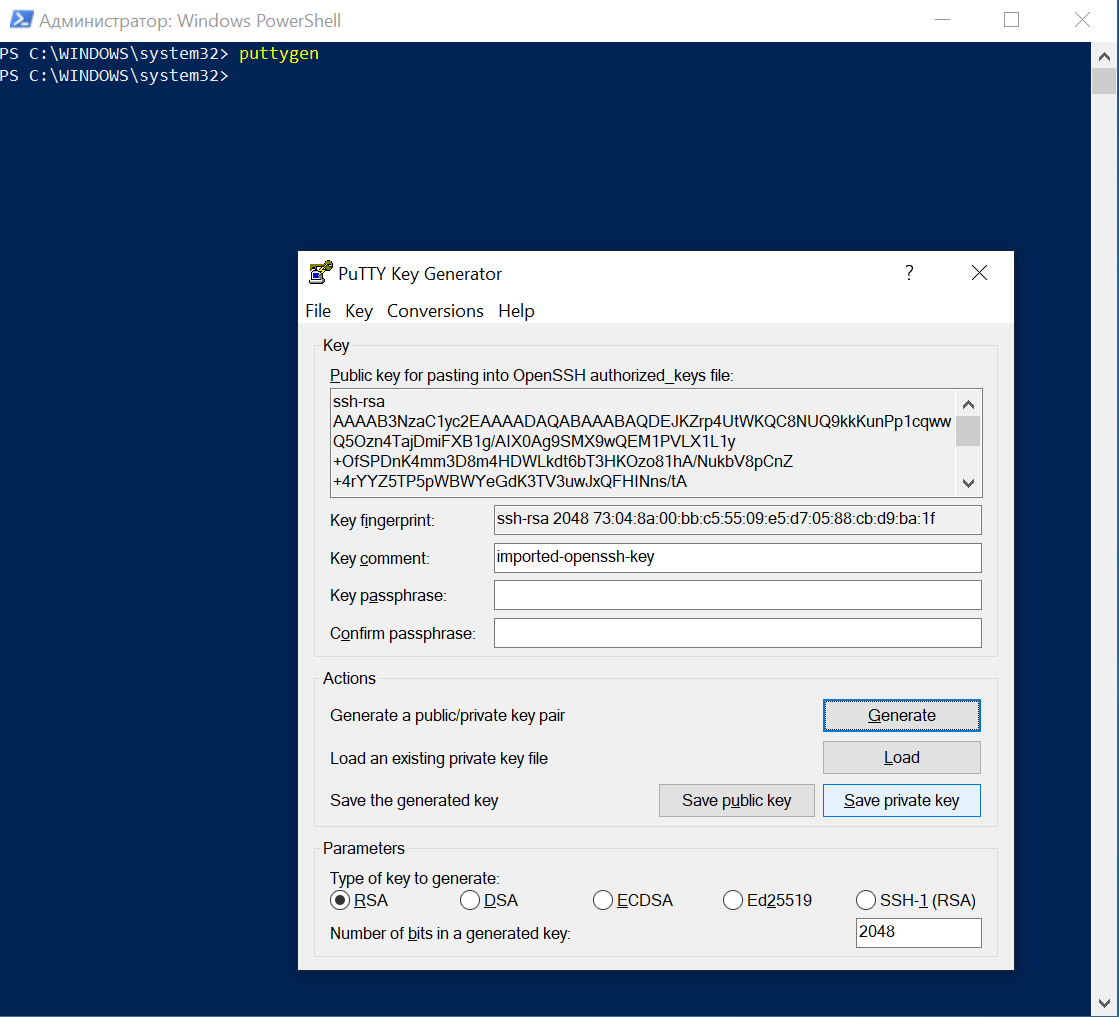 Администратор: Windows PowerShell
PS C:\WINDOWS\system32> puttygen
PS C:\WINDOWS\system32>
PuTTY Key Generator
?
File Key Conversions Help
Key
Public key for pasting into OpenSSH authorized_keys file:
ssh-rsa
AAAAB3NzaC1yc2EAAAADAQABAAABAQDEJKZrp4UtWKQC8NUQ9kkKunPp1cqww
Q5Ozn4TajDmiFXB1g/AIX0Ag9SMX9wQEM1PVLX1L1y
+OfSPDnK4mm3D8m4HDWLkdt6bT3HKOzo81hA/NukbV8pCnZ
+4rYYZ5TP5pWBWYeGdK3TV3uwJxQFHINns/tA
Key fingerprint: ssh-rsa 2048 73:04:8a:00:bb:c5:55:09:e5:d7:05:88:cb:d9:ba:1f
Key comment: imported-openssh-key
Key passphrase:
Confirm passphrase:
Actions
Generate a public/private key pair Generate
Load an existing private key file Load
Save the generated key Save public key Save private key
Parameters
Type of key to generate:
RSA DSA ECDSA Ed25519 SSH-1 (RSA)
Number of bits in a generated key: 2048